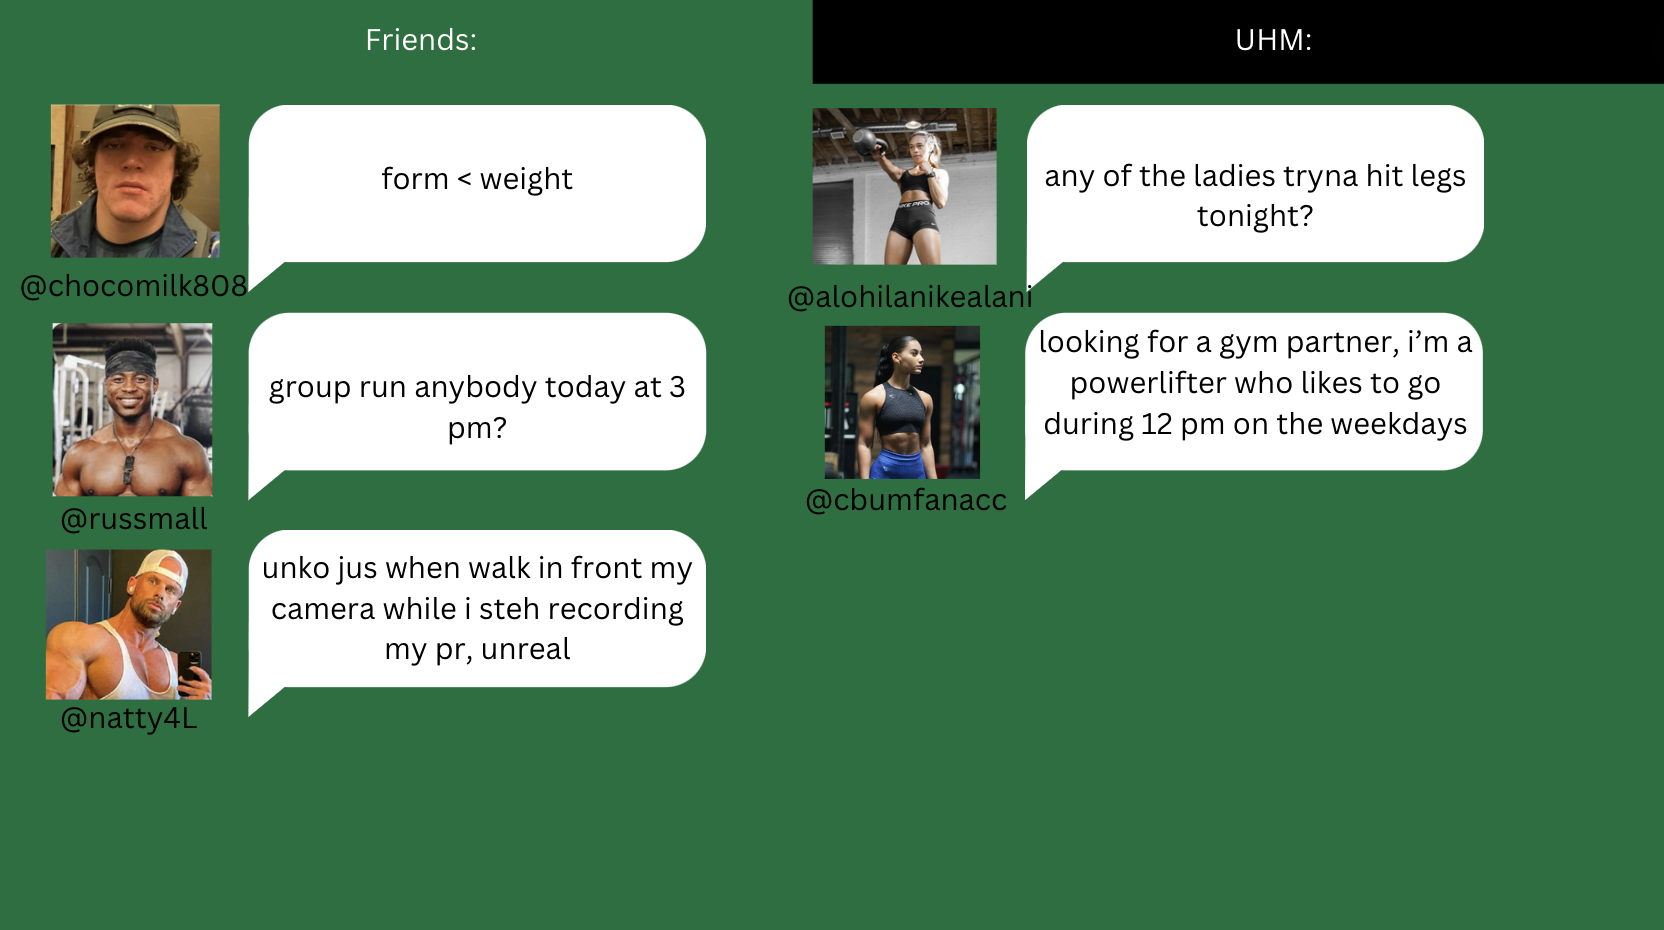 Friends:
form < weight
@chocomilk808
group run anybody today at 3
pm?
@russmall
unko jus when walk in front my
camera while i steh recording
my pr, unreal
@natty4L
UHM:
any of the ladies tryna hit legs
tonight?
NIKE PRO
@alohilanikealani
looking for a gym partner, i’m a
powerlifter who likes to go
during 12 pm on the weekdays
@cbumfanacc